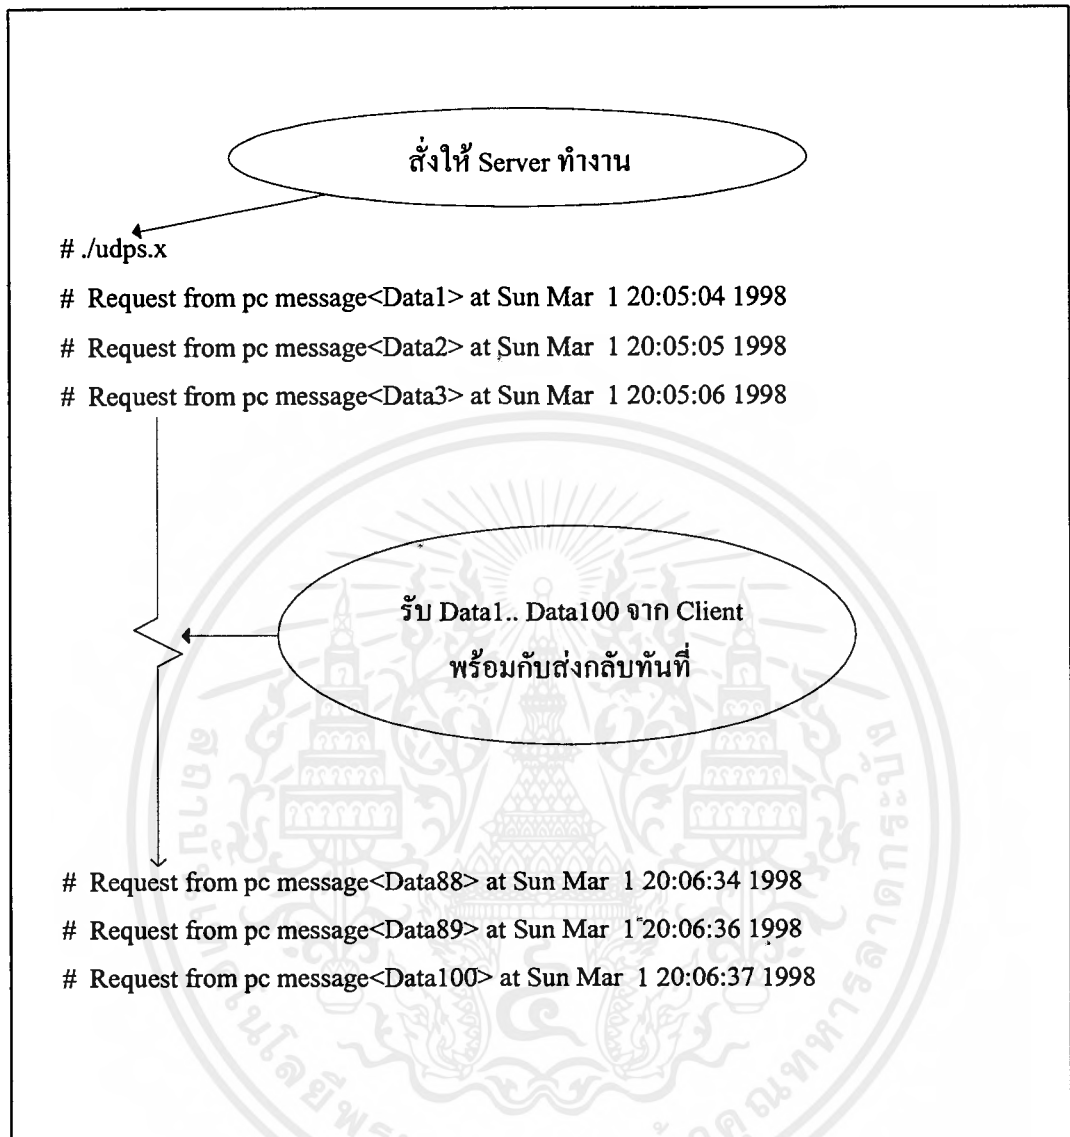 สั่งให้ Server ทำงาน
# ./udps.x
# Request from pc message<Data1> at Sun Mar 1 20:05:04 1998
# Request from pc message<Data2> at Sun Mar 1 20:05:05 1998
# Request from pc message<Data3> at Sun Mar 1 20:05:06 1998
รับ Data1.. Data100 จาก Client
พร้อมกับส่งกลับทันที่
# Request from pc message<Data88> at Sun Mar 1 20:06:34 1998
# Request from pc message<Data89> at Sun Mar 1 20:06:36 1998
# Request from pc message<Data100> at Sun Mar 1 20:06:37 1998